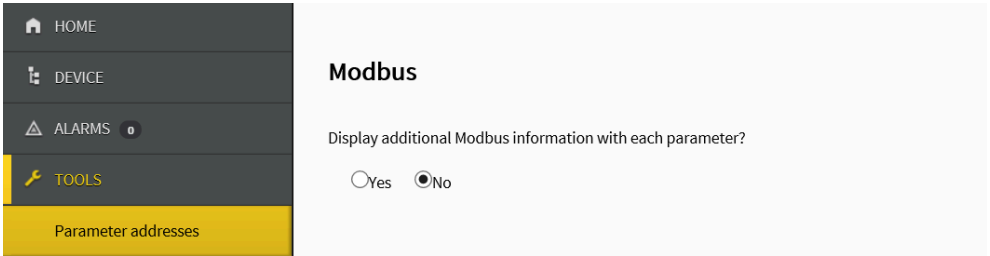 HOME
DEVICE
ALARMS 0
TOOLS
Parameter addresses
Modbus
Display additional Modbus information with each parameter?
Yes No